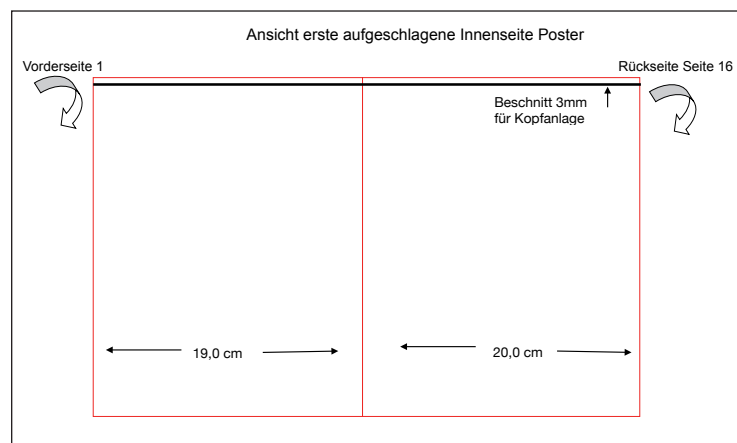 Ansicht erste aufgeschlagene Innenseite Poster
Vorderseite 1
Rückseite Seite 16
Beschnitt 3mm
für Kopfanlage
19,0 cm
20,0 cm